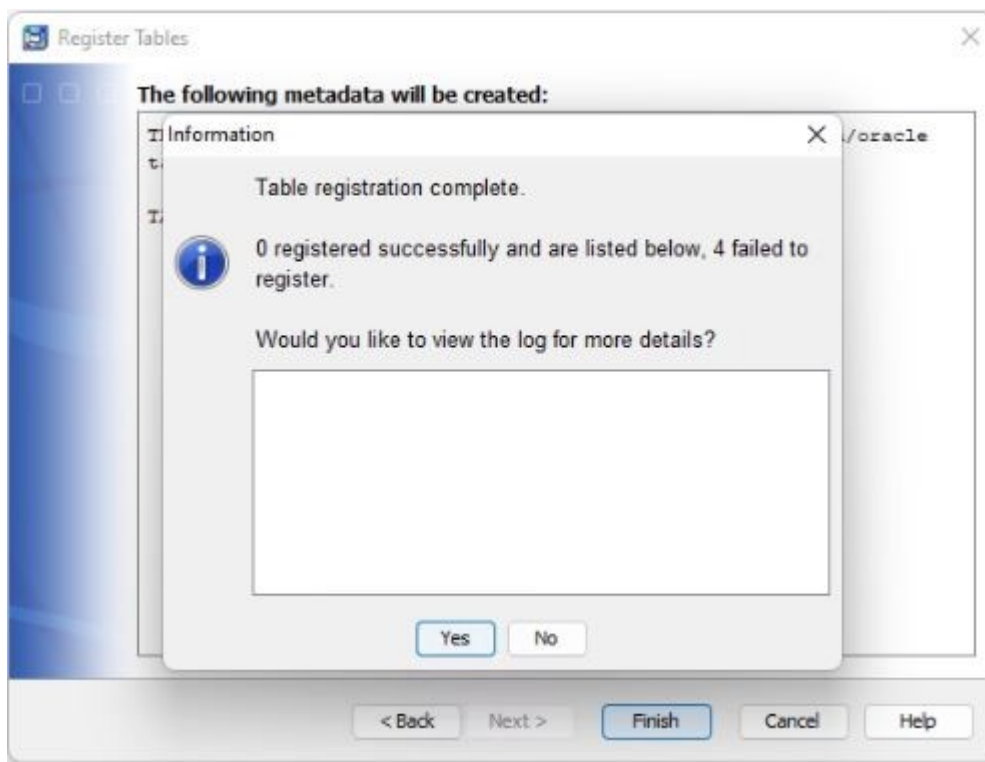 Register Tables
The following metadata will be created:
Information
/oracle
Table registration complete.
0 registered successfully and are listed below, 4 failed to
register.
Would you like to view the log for more details?
Yes
No
< Back
Next >
Finish
Cancel
Help